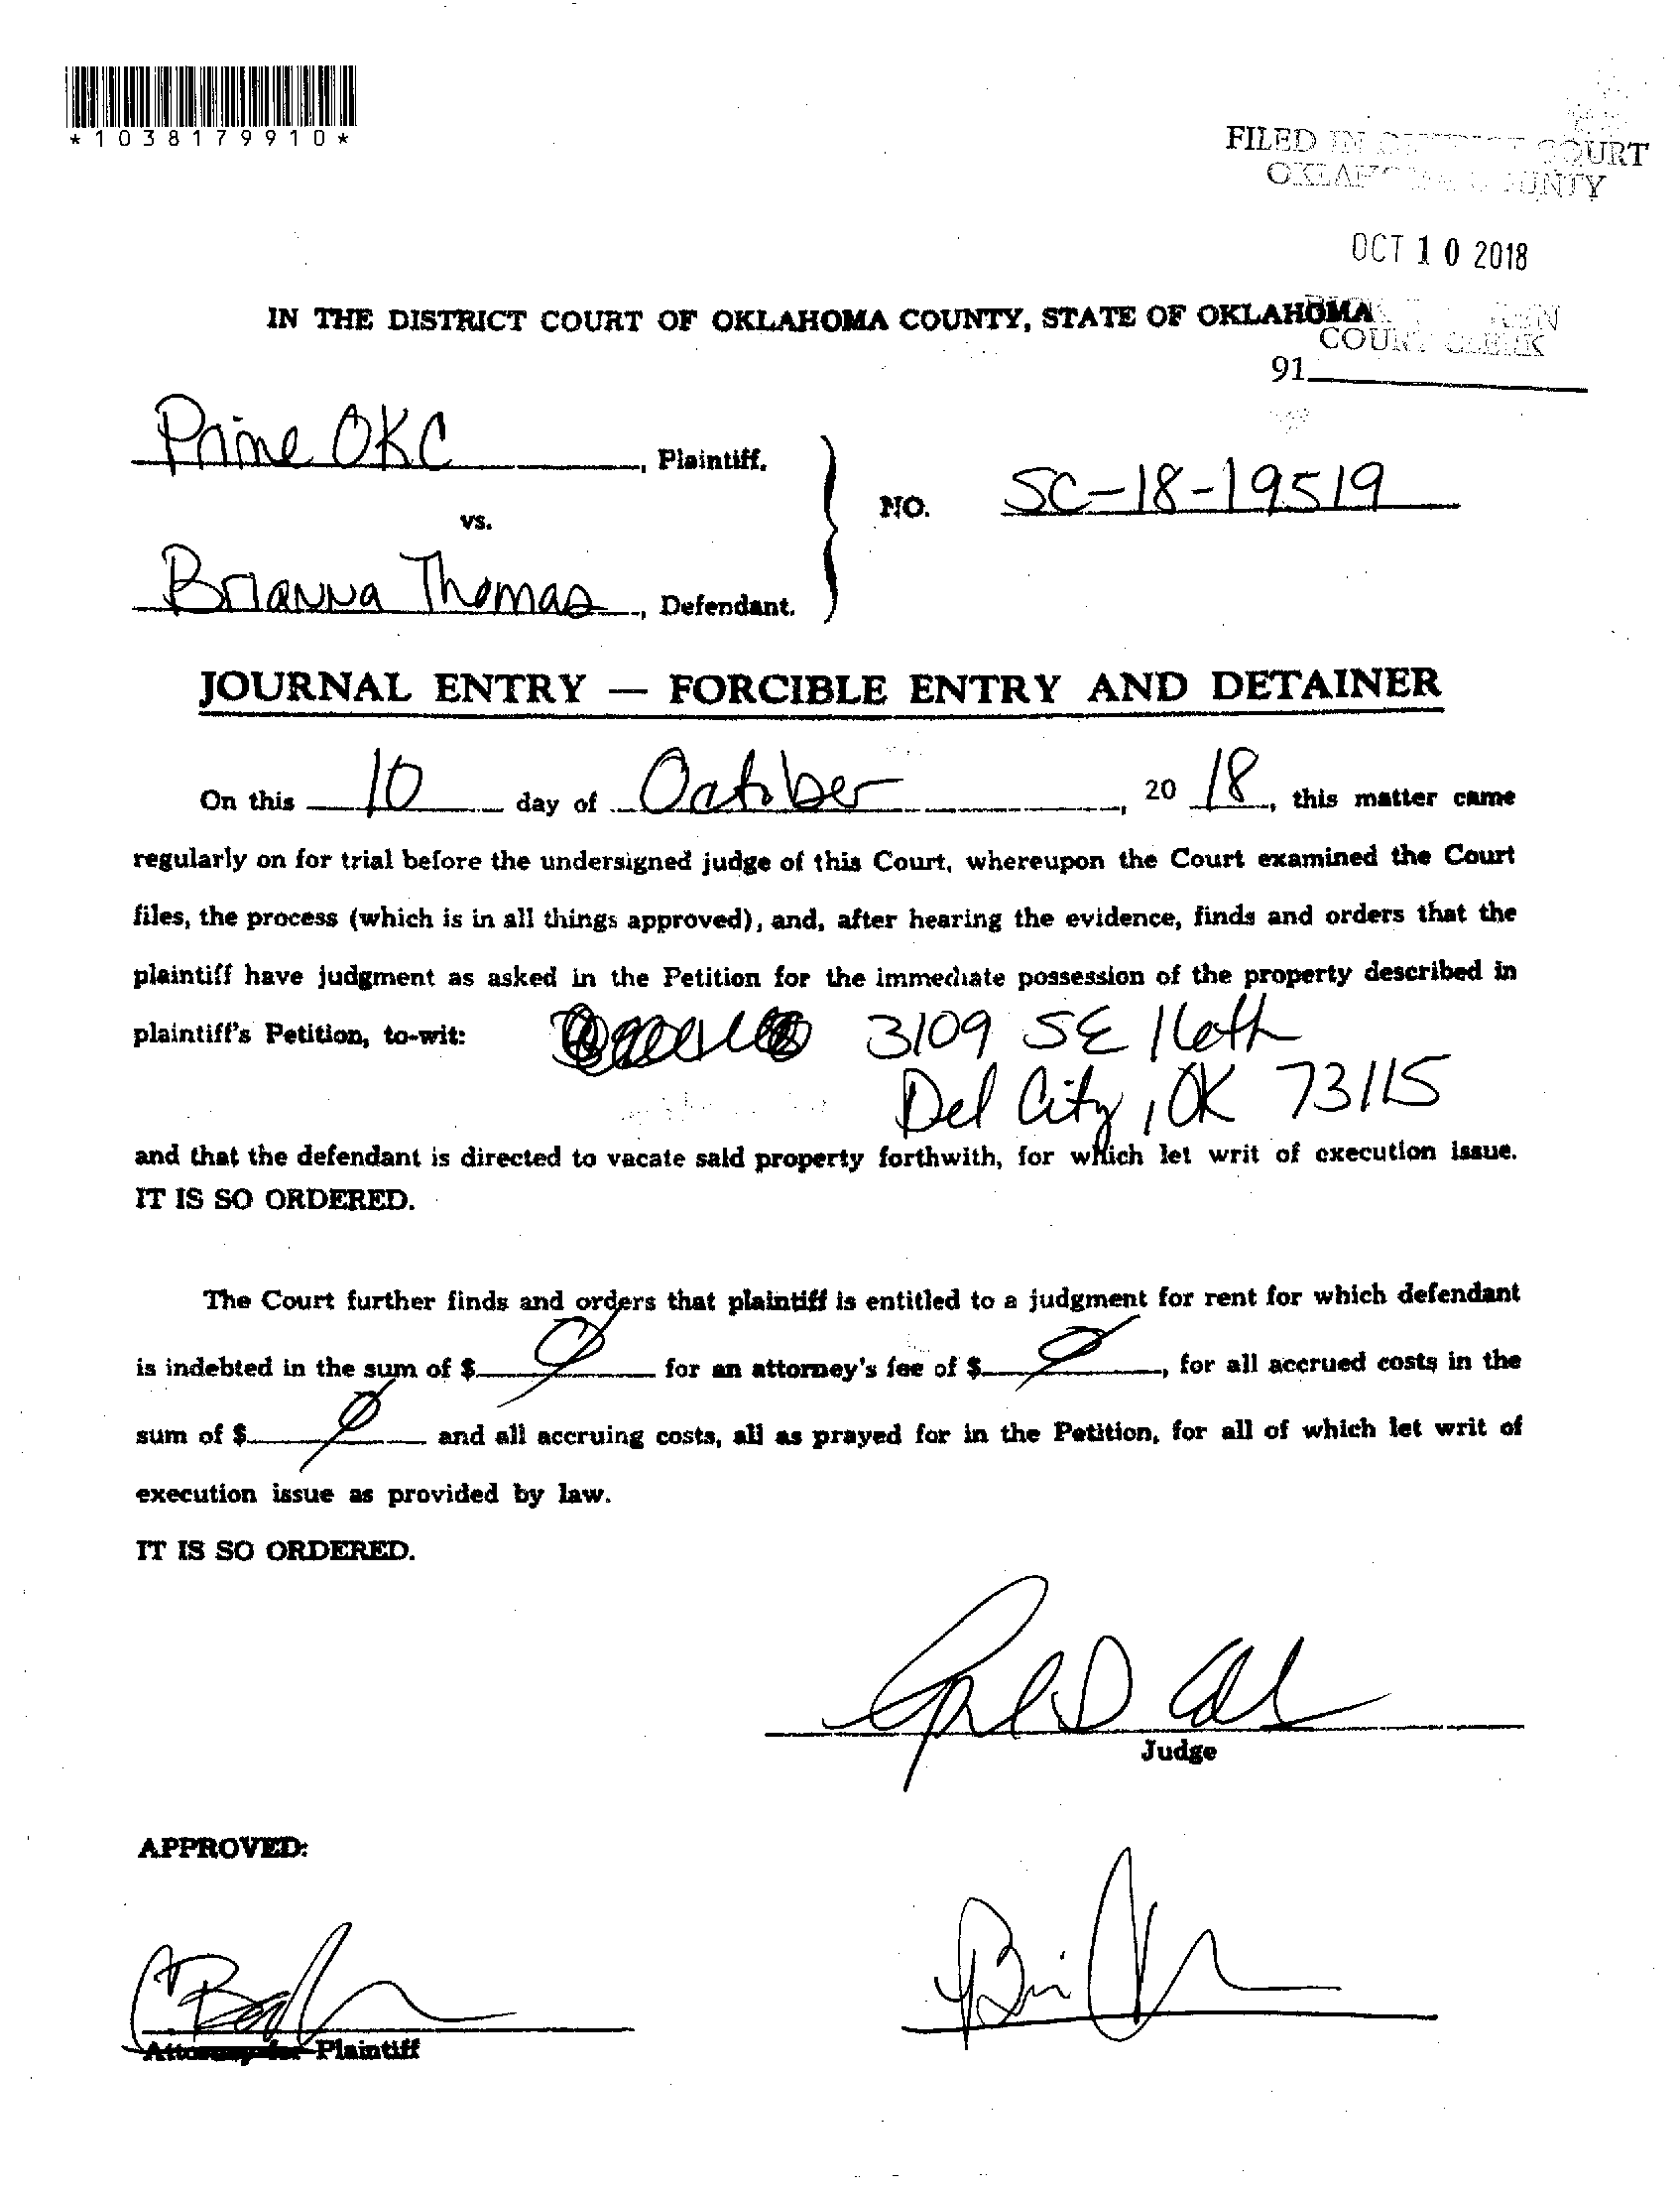 *1038179910*
FILED IN DISTRICT COURT
OKLAHOMA COUNTY
OCT 10 2018
IN THE DISTRICT COURT OF OKLAHOMA COUNTY, STATE OF OKLAHOMA
COURT CLERK
91
Prime OKC, Plaintiff,
vs.
NO. SC-18-19519
Brianna Thomas, Defendant.
JOURNAL ENTRY — FORCIBLE ENTRY AND DETAINER
On this 10 day of October, 20 18, this matter came
regularly on for trial before the undersigned judge of this Court, whereupon the Court examined the Court
files, the process (which is in all things approved), and, after hearing the evidence, finds and orders that the
plaintiff have judgment as asked in the Petition for the immediate possession of the property described in
plaintiff's Petition, to-wit: 3109 SE 16th
Del City, OK 73115
and that the defendant is directed to vacate said property forthwith, for which let writ of execution issue.
IT IS SO ORDERED.
The Court further finds and orders that plaintiff is entitled to a judgment for rent for which defendant
is indebted in the sum of $ Ø for an attorney's fee of $ Ø, for all accrued costs in the
sum of $ Ø and all accruing costs, all as prayed for in the Petition, for all of which let writ of
execution issue as provided by law.
IT IS SO ORDERED.
Judge
APPROVED:
Attorney for Plaintiff